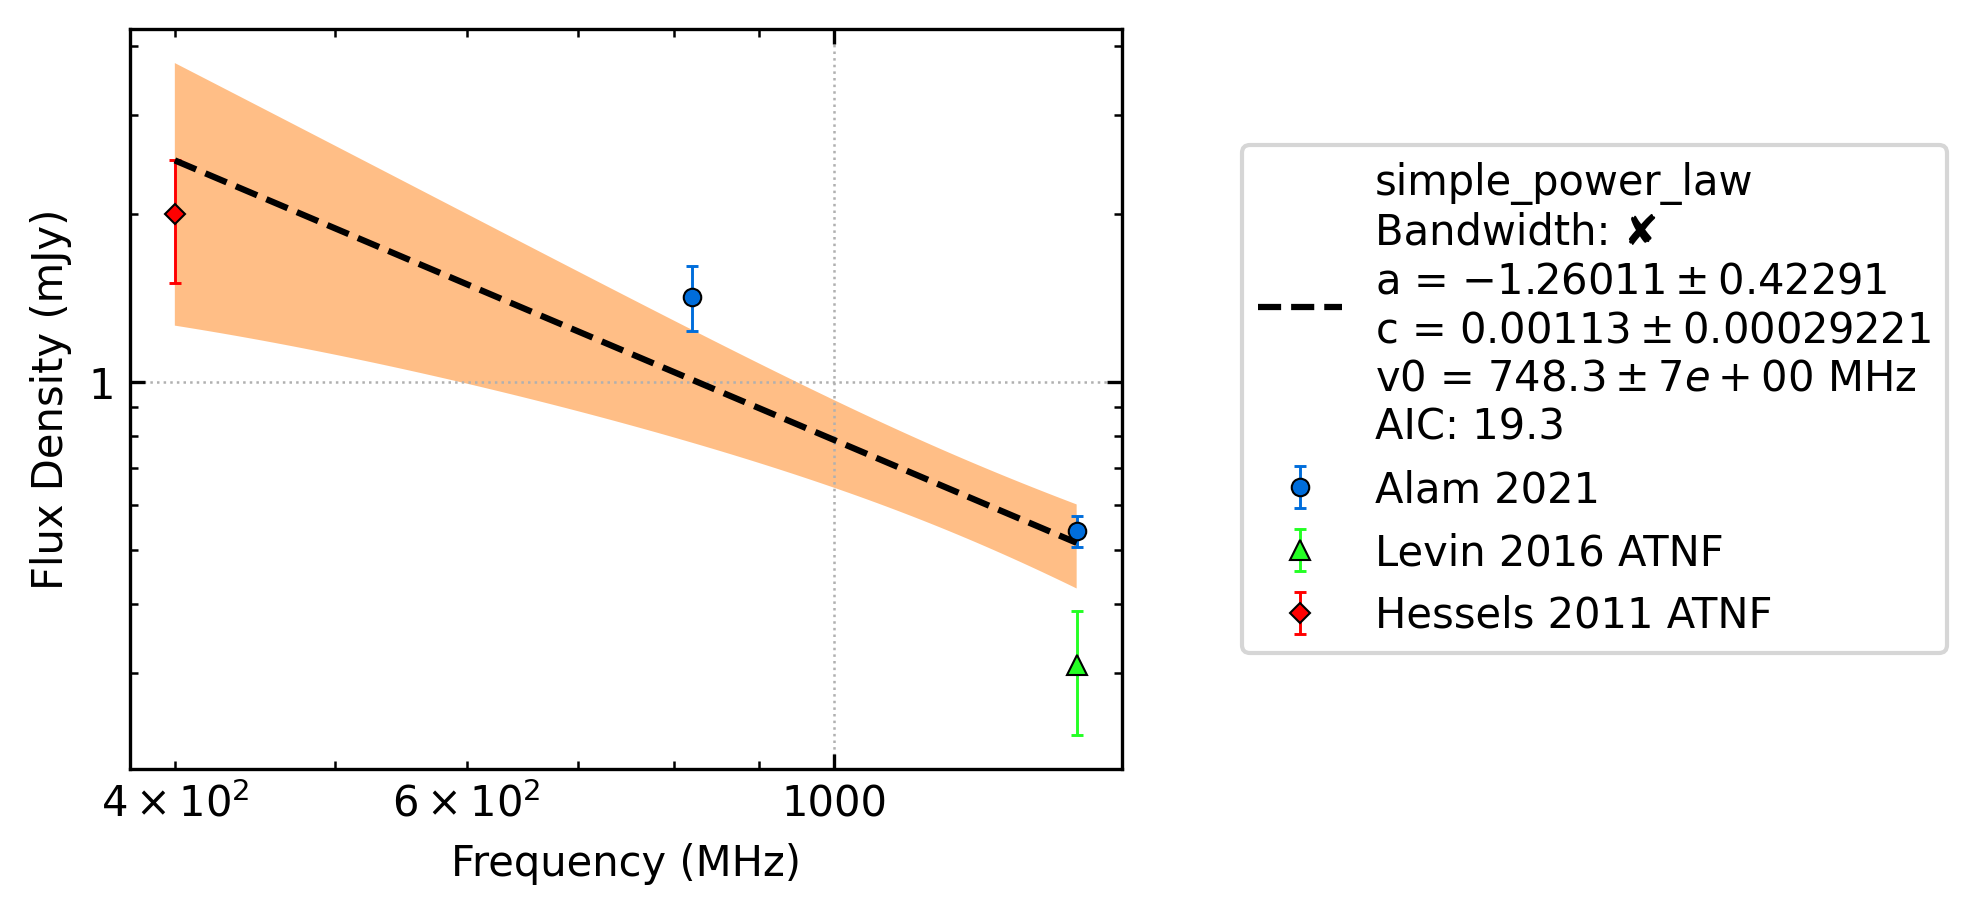 Flux Density (mJy)
1
4 × 10²
6 × 10²
1000
Frequency (MHz)
simple_power_law
Bandwidth: ✘
a = −1.26011 ± 0.42291
c = 0.00113 ± 0.00029221
v0 = 748.3 ± 7e + 00 MHz
AIC: 19.3
Alam 2021
Levin 2016 ATNF
Hessels 2011 ATNF